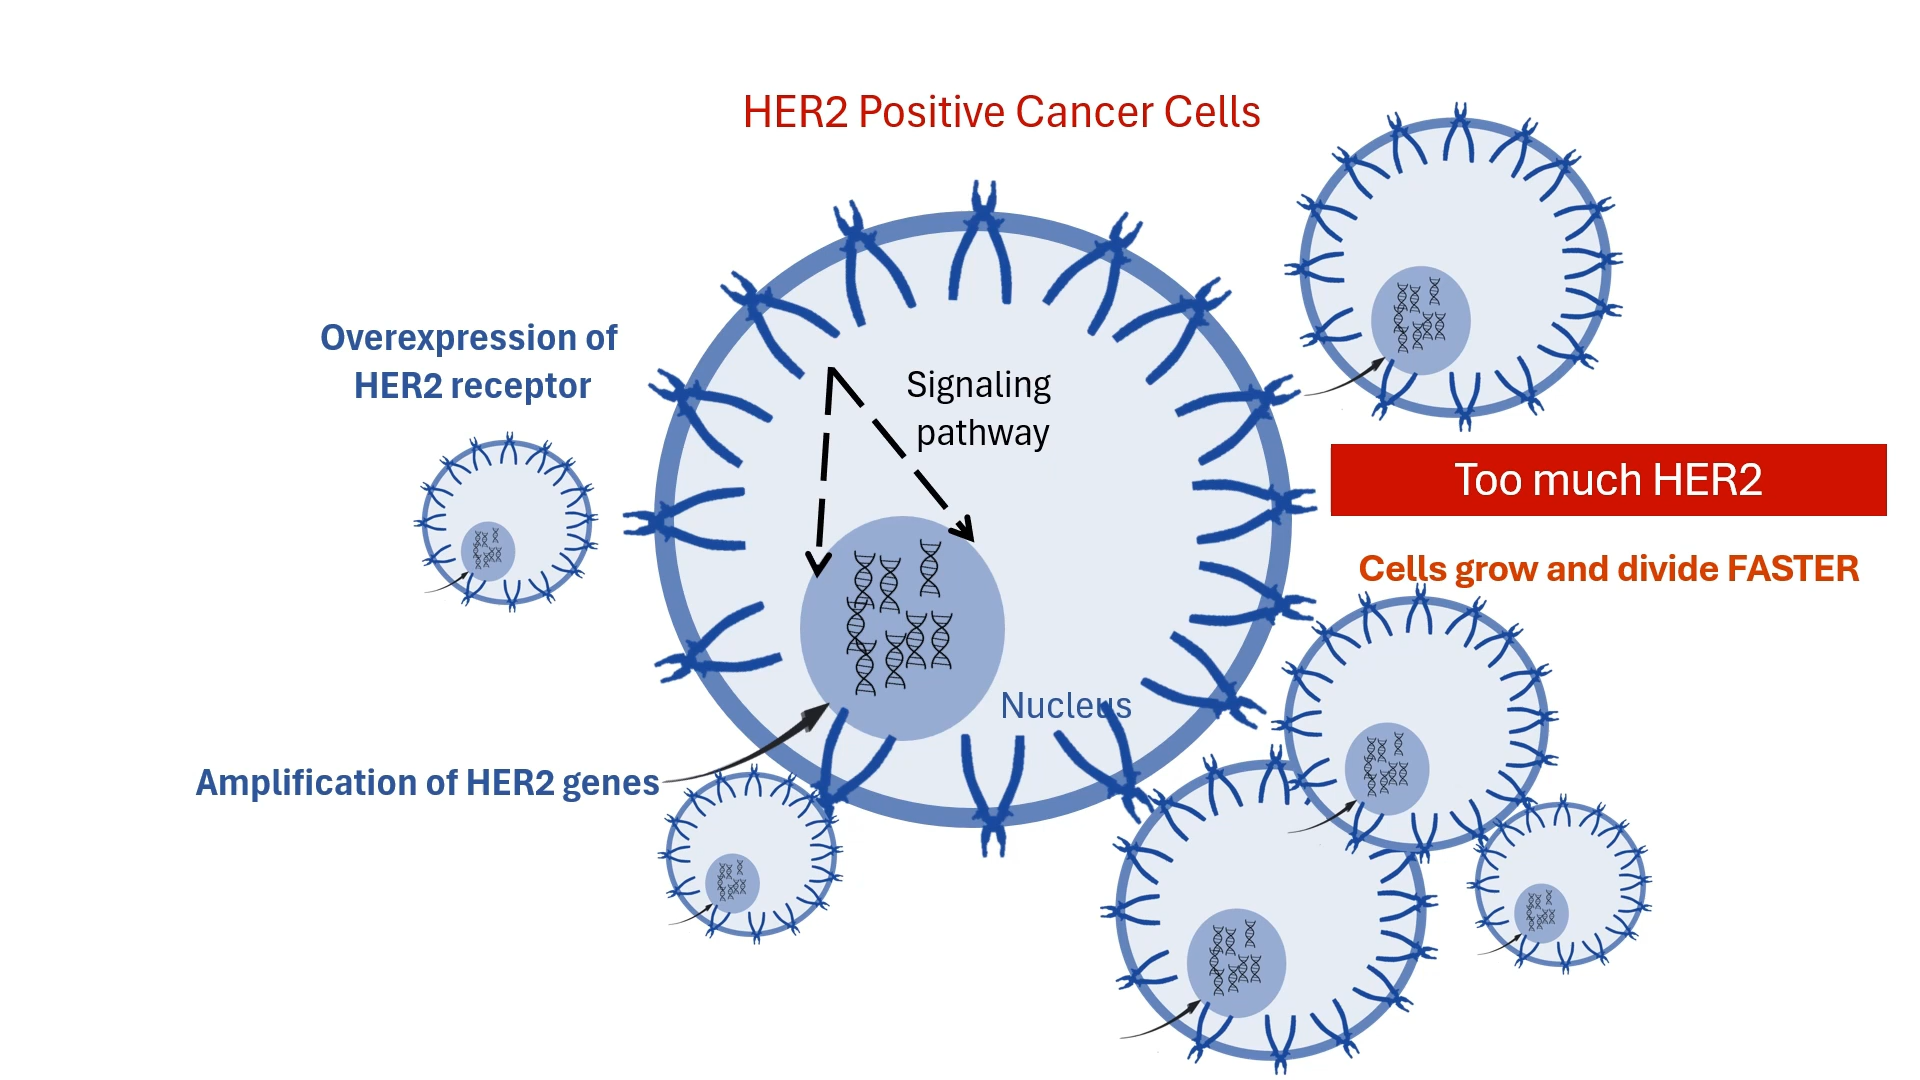 HER2 Positive Cancer Cells
Overexpression of
HER2 receptor
Signaling
pathway
Too much HER2
Cells grow and divide FASTER
Nucleus
Amplification of HER2 genes